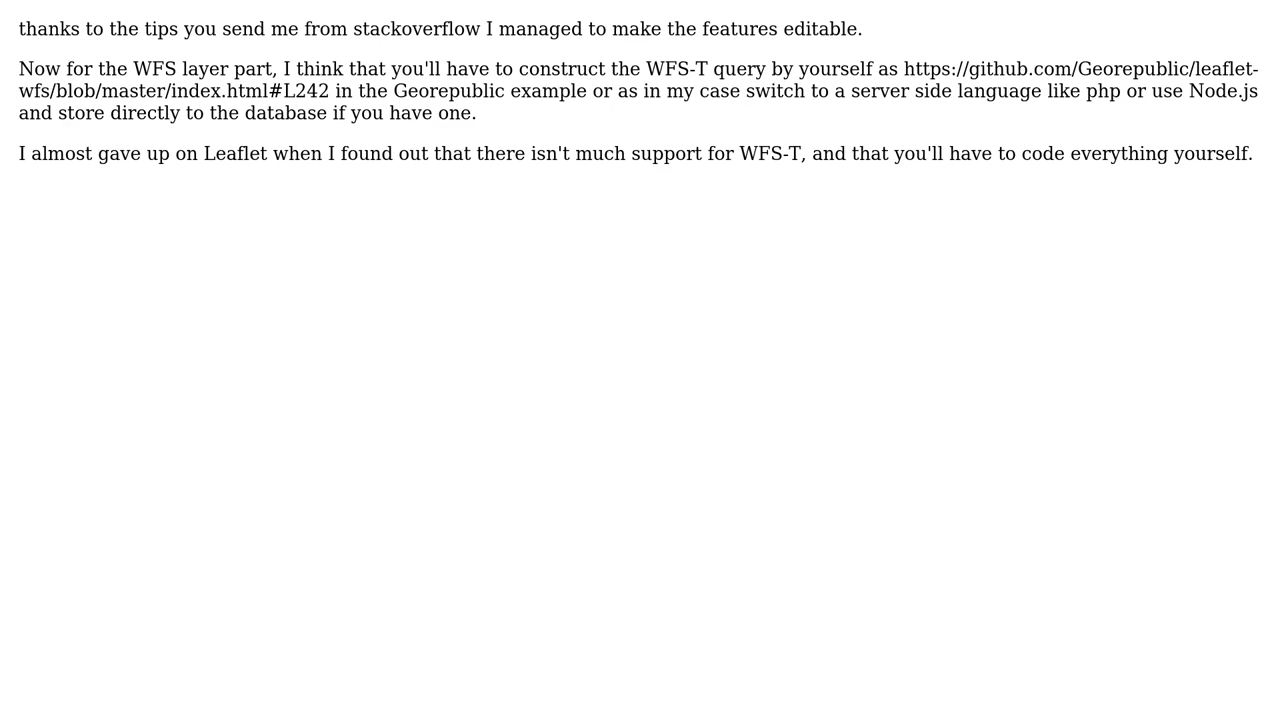 thanks to the tips you send me from stackoverflow I managed to make the features editable.
Now for the WFS layer part, I think that you'll have to construct the WFS-T query by yourself as https://github.com/Georepublic/leaflet-
wfs/blob/master/index.html#L242 in the Georepublic example or as in my case switch to a server side language like php or use Node.js
and store directly to the database if you have one.
I almost gave up on Leaflet when I found out that there isn't much support for WFS-T, and that you'll have to code everything yourself.